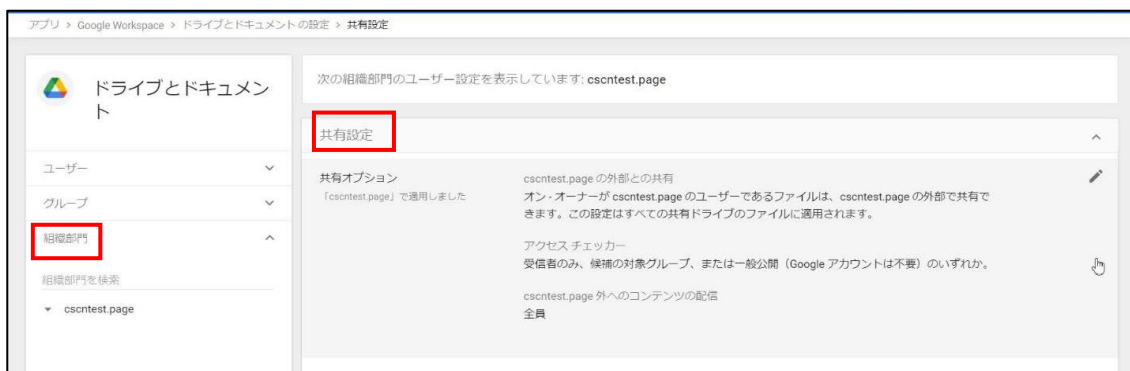 アプリ > Google Workspace > ドライブとドキュメントの設定 > 共有設定
ドライブとドキュメン
ト
ユーザー
グループ
組織部門
組織部門を検索
cscntest.page
次の組織部門のユーザー設定を表示しています: cscntest.page
共有設定
共有オプション
「cscntest.page」で適用しました
cscntest.page の外部との共有
オン - オーナーが cscntest.page のユーザーであるファイルは、cscntest.page の外部で共有で
きます。この設定はすべての共有ドライブのファイルに適用されます。
アクセス チェッカー
受信者のみ、候補の対象グループ、または一般公開（Google アカウントは不要）のいずれか。
cscntest.page 外へのコンテンツの配信
全員